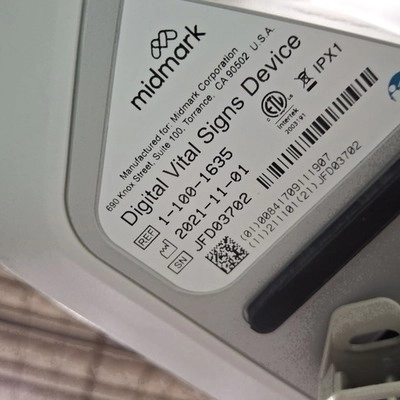 midmark
Manufactured for: Midmark Corporation
690 Knox Street, Suite 100, Torrance, CA 90502 U.S.A.
Digital Vital Signs Device
REF 1-100-1635
2021-11-01
SN JFD03702
Intertek
IPX1
(01)00841709111907
(11)211101(21)JFD03702